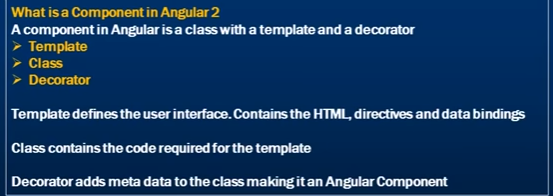 What is a Component in Angular 2
A component in Angular is a class with a template and a decorator
➢ Template
➢ Class
➢ Decorator
Template defines the user interface. Contains the HTML, directives and data bindings
Class contains the code required for the template
Decorator adds meta data to the class making it an Angular Component